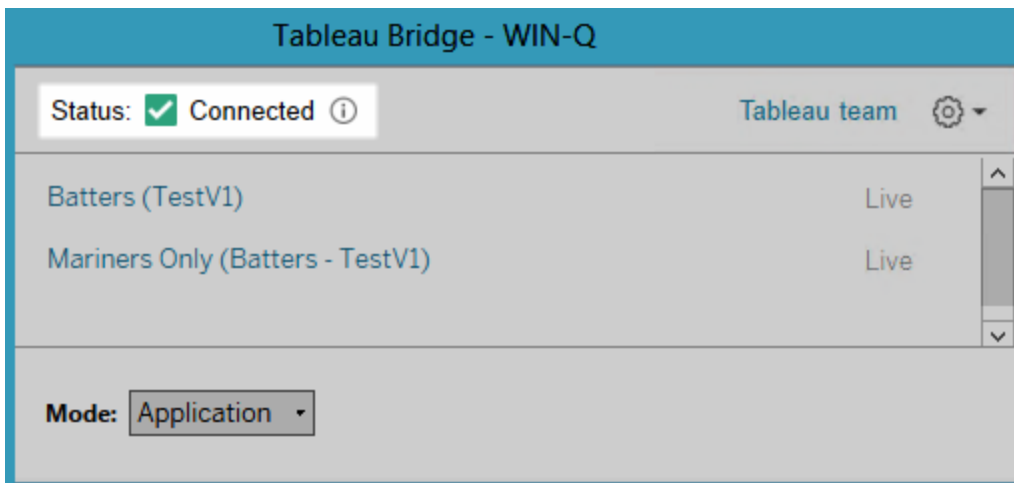 Tableau Bridge - WIN-Q
Status: Connected Tableau team
Batters (TestV1) Live
Mariners Only (Batters - TestV1) Live
Mode: Application